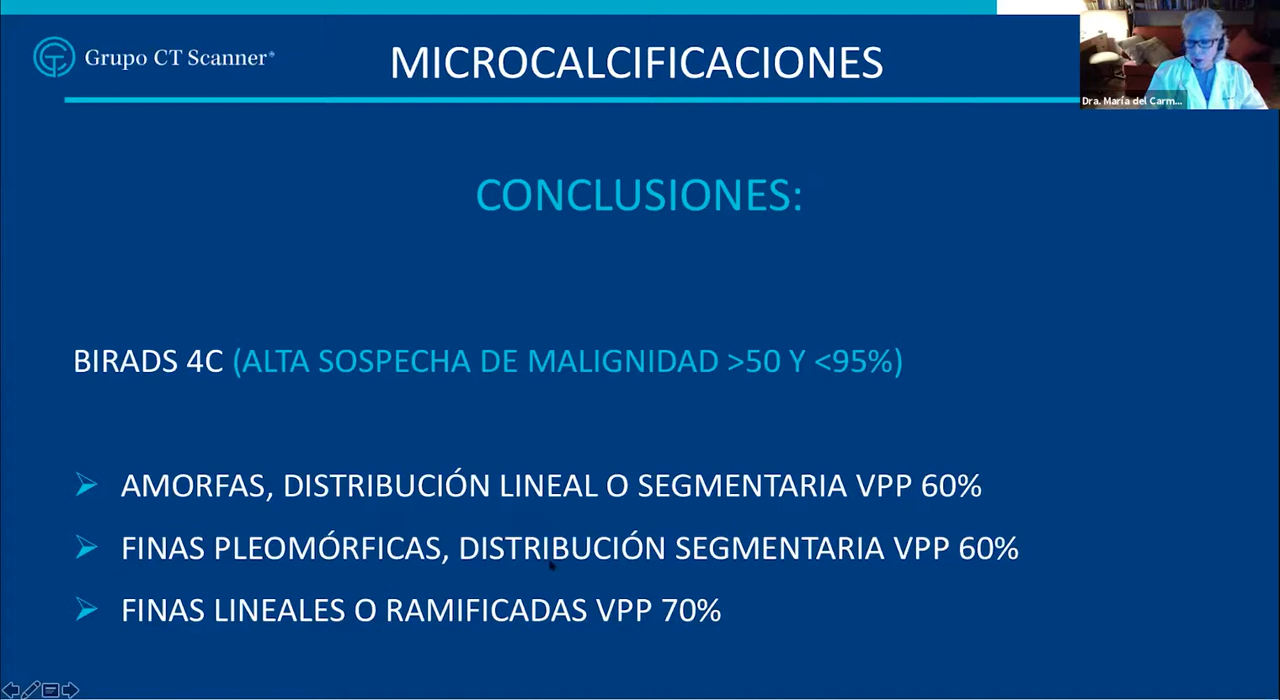 Grupo CT Scanner®
MICROCALCIFICACIONES
Dra. María del Carm...
CONCLUSIONES:
BIRADS 4C (ALTA SOSPECHA DE MALIGNIDAD >50 Y <95%)
AMORFAS, DISTRIBUCIÓN LINEAL O SEGMENTARIA VPP 60%
FINAS PLEOMÓRFICAS, DISTRIBUCIÓN SEGMENTARIA VPP 60%
FINAS LINEALES O RAMIFICADAS VPP 70%